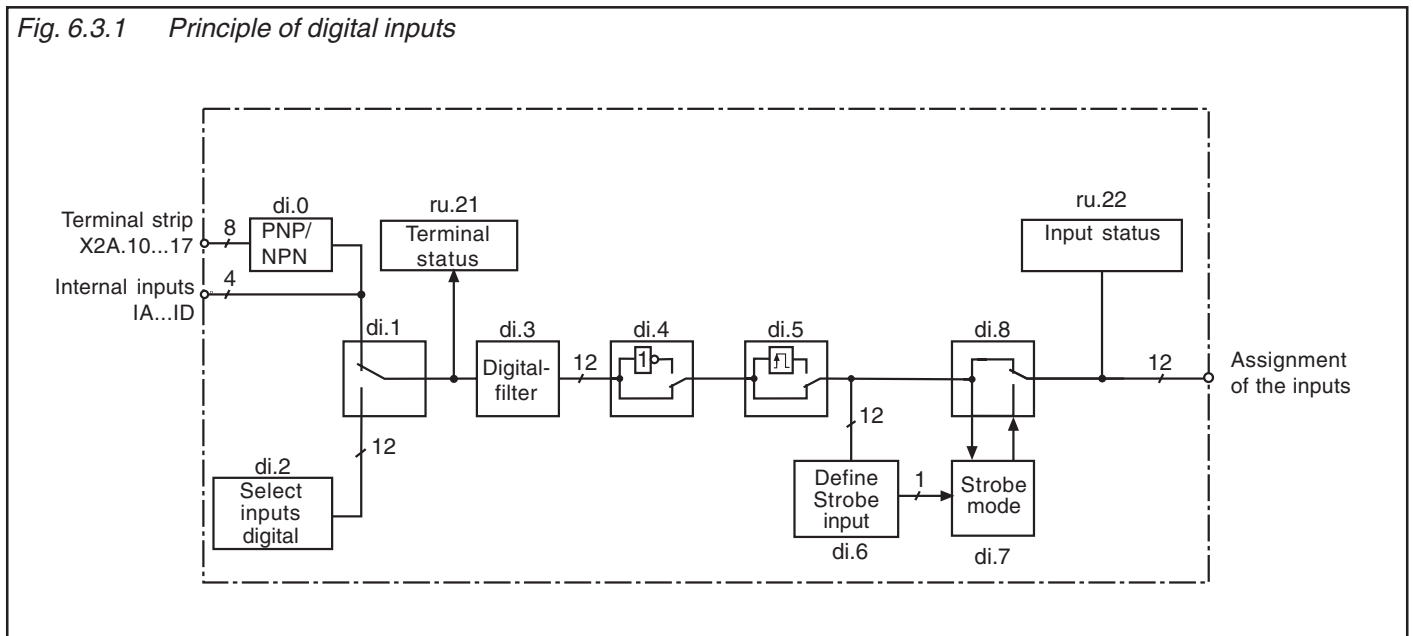 Fig. 6.3.1 Principle of digital inputs
Terminal strip
X2A.10...17
8
di.0
PNP/
NPN
Internal inputs
IA...ID
4
di.1
ru.21
Terminal
status
di.2
Select
inputs
digital
12
di.3
Digital-
filter
12
di.4
1
di.5
12
Define
Strobe
input
di.6
1
Strobe
mode
di.7
di.8
ru.22
Input status
12
Assignment
of the inputs